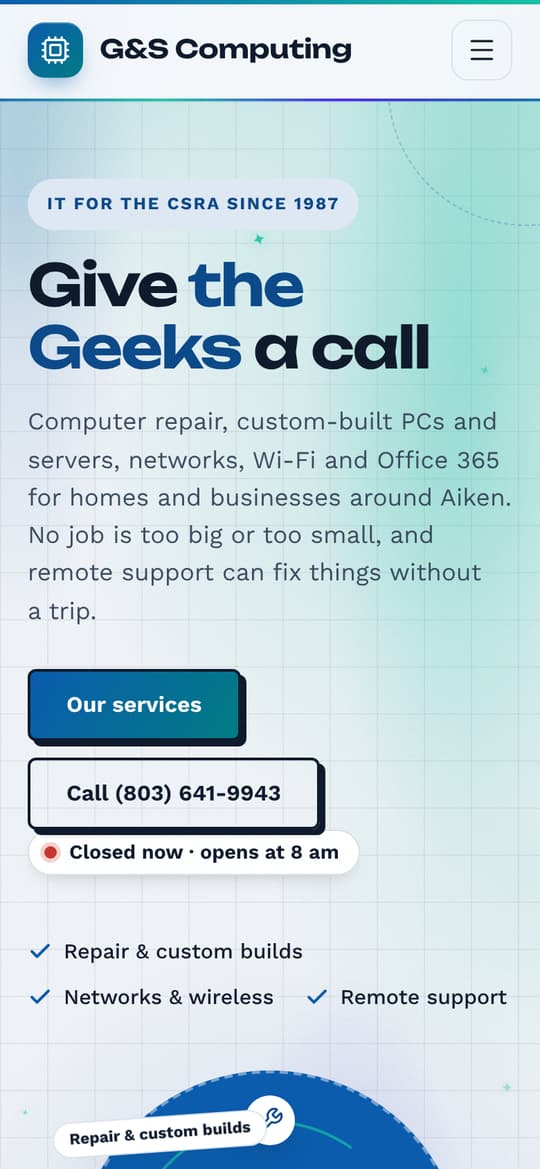 G&S Computing
IT FOR THE CSRA SINCE 1987
Give the
Geeks a call
Computer repair, custom-built PCs and
servers, networks, Wi-Fi and Office 365
for homes and businesses around Aiken.
No job is too big or too small, and
remote support can fix things without
a trip.
Our services
Call (803) 641-9943
Closed now · opens at 8 am
Repair & custom builds
Networks & wireless
Remote support
Repair & custom builds